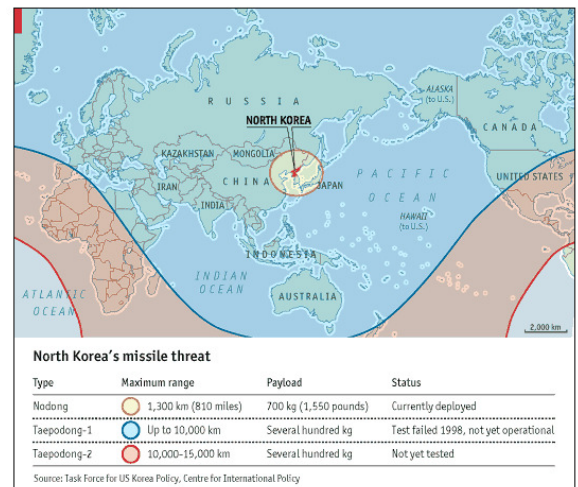 RUSSIA
ALASKA
(to U.S.)
NORTH KOREA
CANADA
KAZAKHSTAN
MONGOLIA
PACIFIC
OCEAN
UNITED STATES
IRAN
CHINA
JAPAN
INDIA
HAWAII
(to U.S.)
INDONESIA
INDIAN
OCEAN
ATLANTIC
OCEAN
AUSTRALIA
2,000 km
North Korea's missile threat
Type Maximum range Payload Status
Nodong 1,300 km (810 miles) 700 kg (1,550 pounds) Currently deployed
Taepodong-1 Up to 10,000 km Several hundred kg Test failed 1998, not yet operational
Taepodong-2 10,000-15,000 km Several hundred kg Not yet tested
Source: Task Force for US Korea Policy, Centre for International Policy